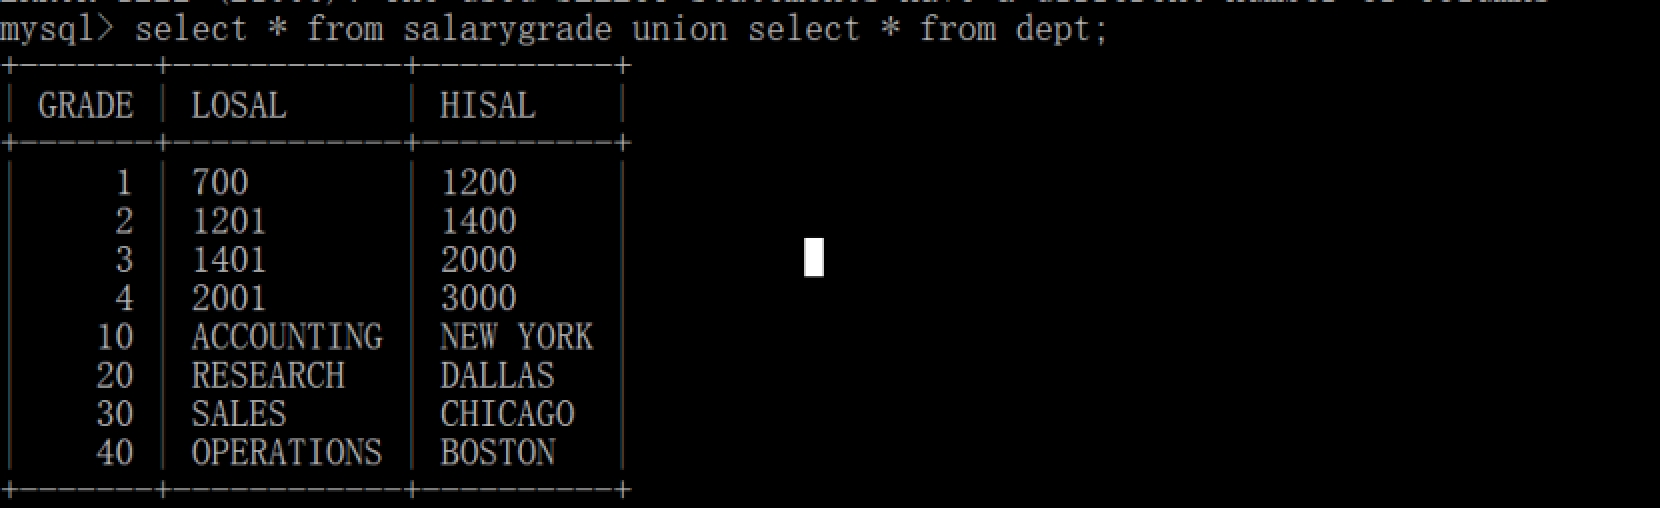 mysql> select * from salarygrade union select * from dept;
+-------+------------+----------+
| GRADE | LOSAL      | HISAL    |
+-------+------------+----------+
|     1 | 700        | 1200     |
|     2 | 1201       | 1400     |
|     3 | 1401       | 2000     |
|     4 | 2001       | 3000     |
|    10 | ACCOUNTING | NEW YORK |
|    20 | RESEARCH   | DALLAS   |
|    30 | SALES      | CHICAGO  |
|    40 | OPERATIONS | BOSTON   |
+-------+------------+----------+